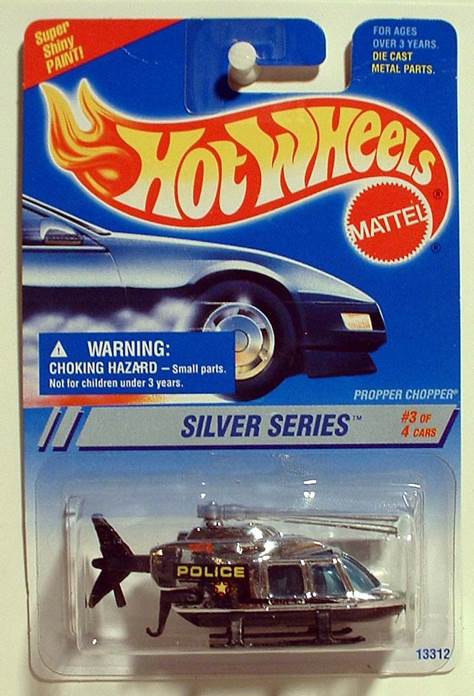 Super
Shiny
PAINT!
FOR AGES
OVER 3 YEARS.
DIE CAST
METAL PARTS.
HOT WHEELS®
MATTEL®
⚠ WARNING:
CHOKING HAZARD – Small parts.
Not for children under 3 years.
PROPPER CHOPPER®
SILVER SERIES™
#3 OF
4 CARS
POLICE
13312